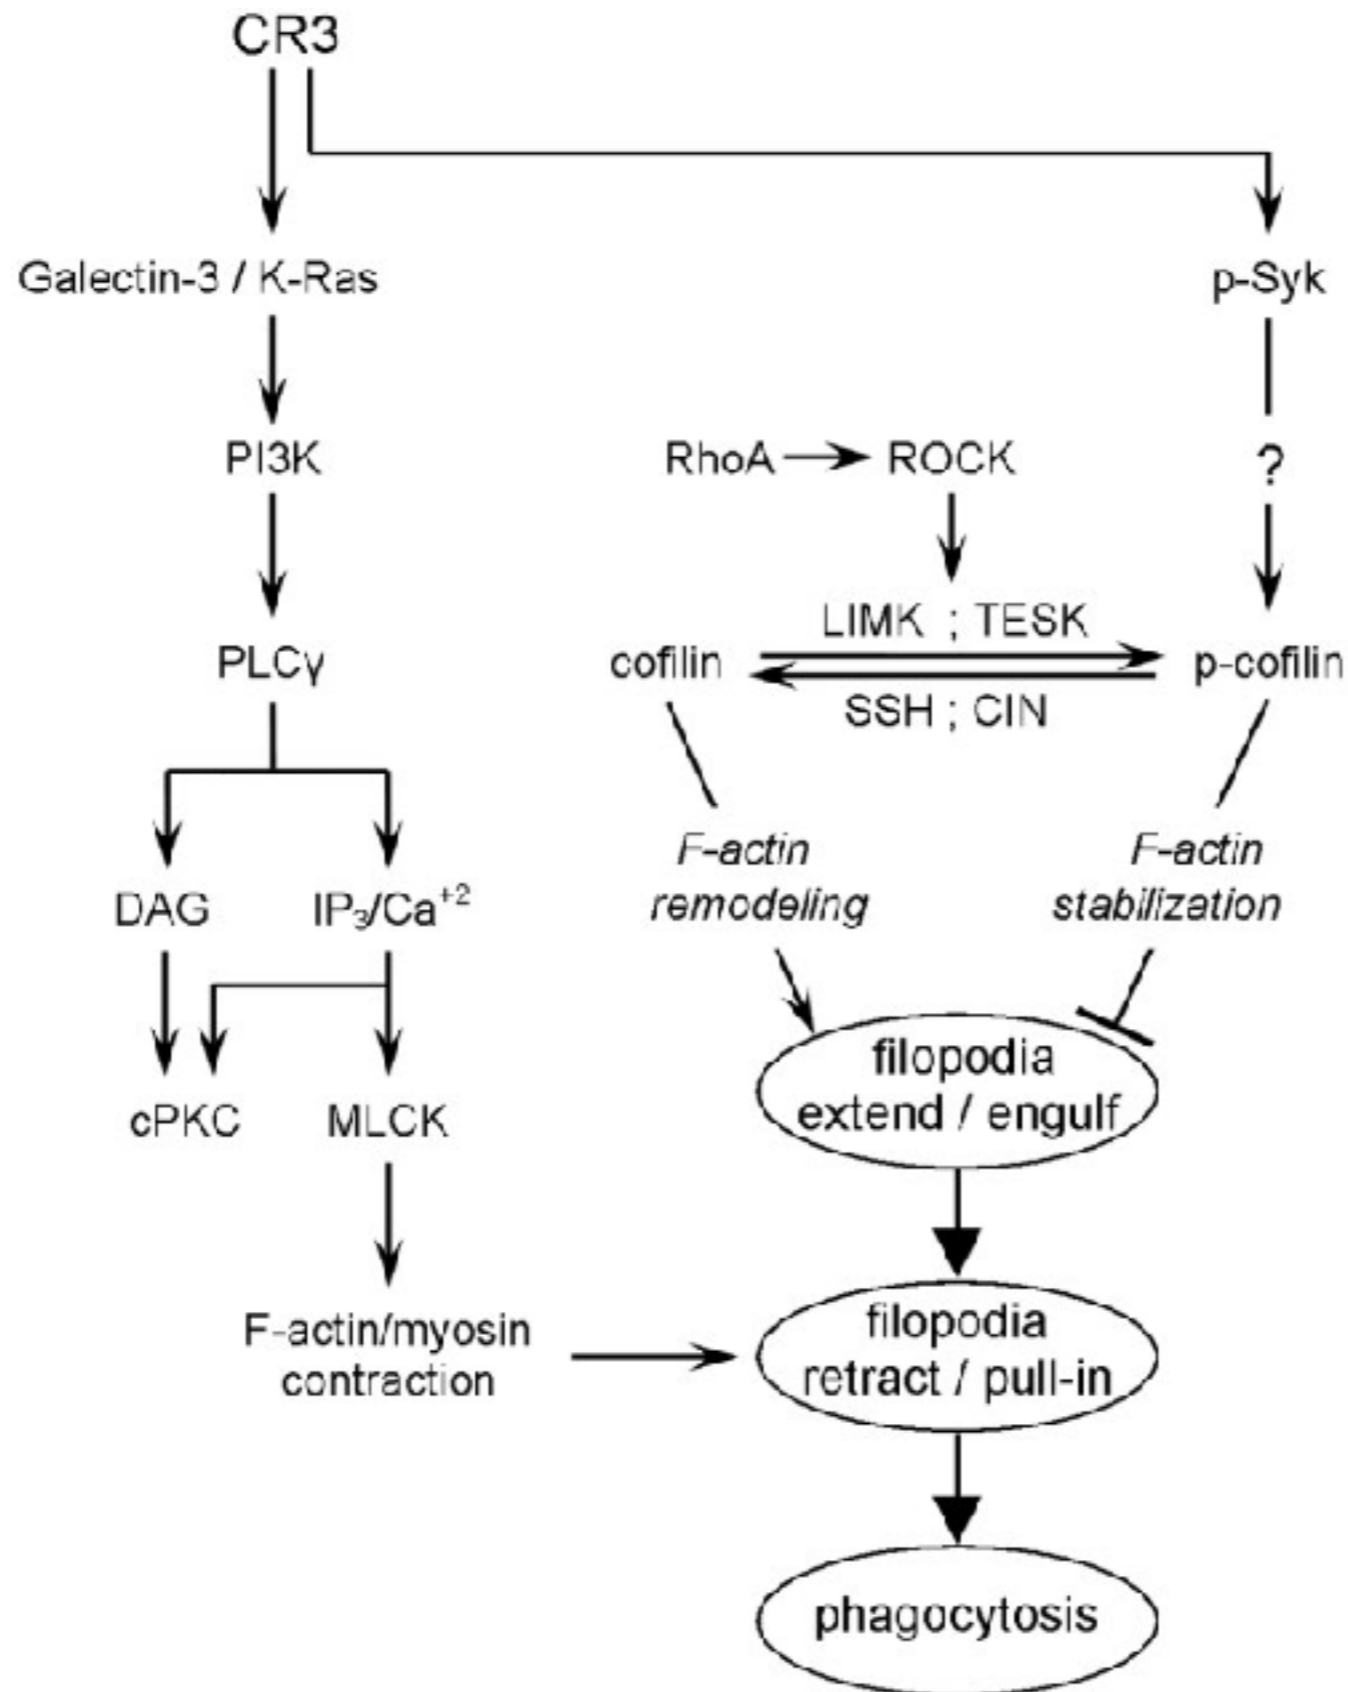 CR3
Galectin-3 / K-Ras
p-Syk
PI3K
RhoA
ROCK
?
PLCγ
LIMK ; TESK
cofilin
p-cofilin
SSH ; CIN
F-actin
remodeling
F-actin
stabilization
DAG
IP₃/Ca⁺²
filopodia
extend / engulf
cPKC
MLCK
F-actin/myosin
contraction
filopodia
retract / pull-in
phagocytosis